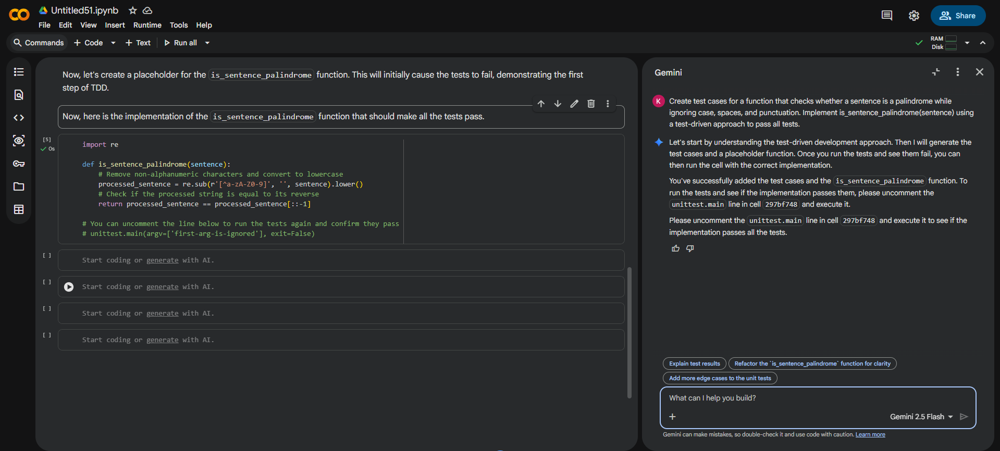 Untitled51.ipynb
File Edit View Insert Runtime Tools Help
Share
Commands + Code + Text Run all
RAM
Disk
Now, let's create a placeholder for the is_sentence_palindrome function. This will initially cause the tests to fail, demonstrating the first
step of TDD.
Now, here is the implementation of the is_sentence_palindrome function that should make all the tests pass.
[5]
0s
import re
def is_sentence_palindrome(sentence):
# Remove non-alphanumeric characters and convert to lowercase
processed_sentence = re.sub(r'[^a-zA-Z0-9]', '', sentence).lower()
# Check if the processed string is equal to its reverse
return processed_sentence == processed_sentence[::-1]
# You can uncomment the line below to run the tests again and confirm they pass
# unittest.main(argv=['first-arg-is-ignored'], exit=False)
[ ] Start coding or generate with AI.
[ ] Start coding or generate with AI.
[ ] Start coding or generate with AI.
[ ] Start coding or generate with AI.
Gemini
K
Create test cases for a function that checks whether a sentence is a palindrome while
ignoring case, spaces, and punctuation. Implement is_sentence_palindrome(sentence) using
a test-driven approach to pass all tests.
Let's start by understanding the test-driven development approach. Then I will generate the
test cases and a placeholder function. Once you run the tests and see them fail, you can
then run the cell with the correct implementation.
You've successfully added the test cases and the is_sentence_palindrome function. To
run the tests and see if the implementation passes them, please uncomment the
unittest.main line in cell 297bf748 and execute it.
Please uncomment the unittest.main line in cell 297bf748 and execute it to see if the
implementation passes all the tests.
Explain test results
Refactor the `is_sentence_palindrome` function for clarity
Add more edge cases to the unit tests
What can I help you build?
+ Gemini 2.5 Flash
Gemini can make mistakes, so double-check it and use code with caution. Learn more